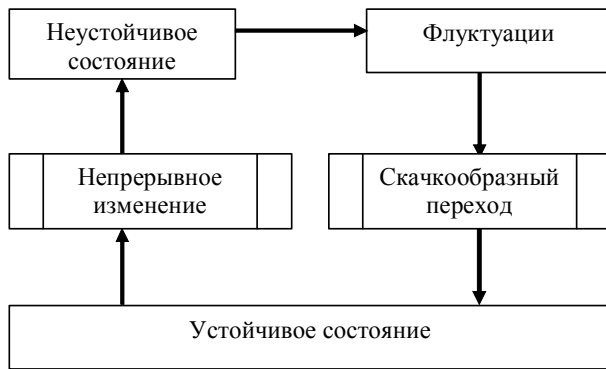 Неустойчивое
состояние
Флуктуации
Непрерывное
изменение
Скачкообразный
переход
Устойчивое состояние